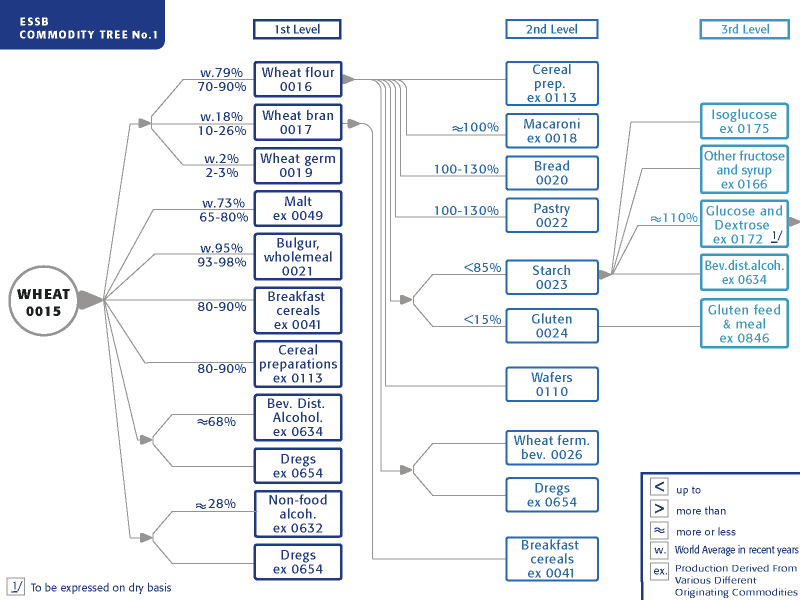 ESSB
COMMODITY TREE No.1
1st Level
2nd Level
3rd Level
WHEAT
0015
w.79%
70-90%
Wheat flour
0016
w.18%
10-26%
Wheat bran
0017
w.2%
2-3%
Wheat germ
0019
w.73%
65-80%
Malt
ex 0049
w.95%
93-98%
Bulgur,
wholemeal
0021
80-90%
Breakfast
cereals
ex 0041
80-90%
Cereal
preparations
ex 0113
≈68%
Bev. Dist.
Alcohol.
ex 0634
Dregs
ex 0654
≈28%
Non-food
alcoh.
ex 0632
Dregs
ex 0654
Cereal
prep.
ex 0113
≈100%
Macaroni
ex 0018
100-130%
Bread
0020
100-130%
Pastry
0022
<85%
Starch
0023
<15%
Gluten
0024
Wafers
0110
Wheat ferm.
bev. 0026
Dregs
ex 0654
Breakfast
cereals
ex 0041
Isoglucose
ex 0175
Other fructose
and syrup
ex 0166
≈110%
Glucose and
Dextrose
ex 0172 1/
Bev.dist.alcoh.
ex 0634
Gluten feed
& meal
ex 0846
< up to
> more than
≈ more or less
w. World Average in recent years
ex. Production Derived From
Various Different
Originating Commodities
1/ To be expressed on dry basis